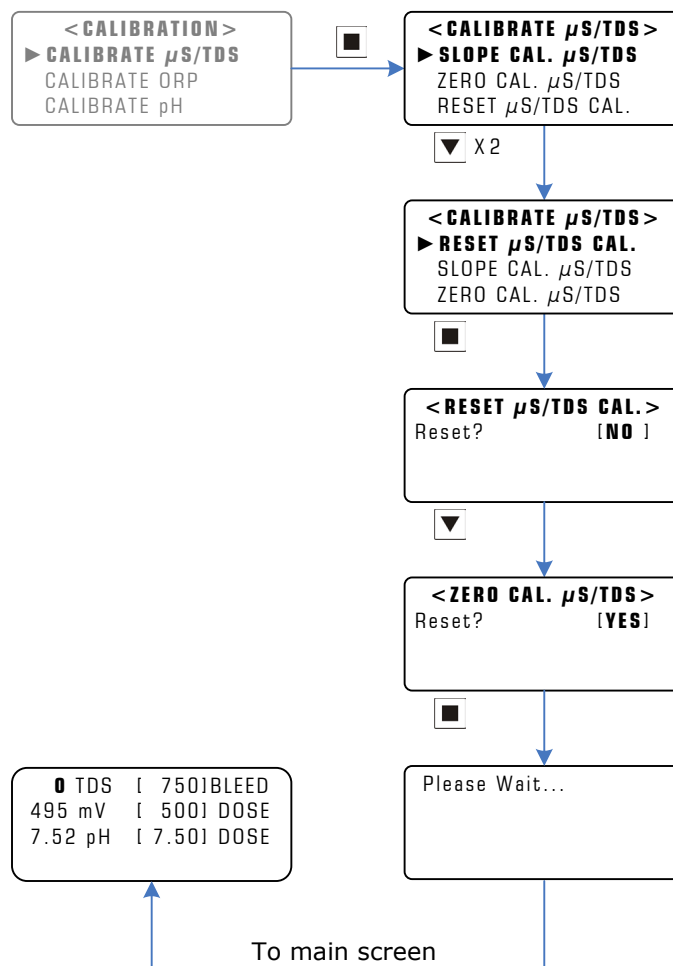 <CALIBRATION>
►CALIBRATE µS/TDS
CALIBRATE ORP
CALIBRATE pH
<CALIBRATE µS/TDS>
►SLOPE CAL. µS/TDS
ZERO CAL. µS/TDS
RESET µS/TDS CAL.
X 2
<CALIBRATE µS/TDS>
►RESET µS/TDS CAL.
SLOPE CAL. µS/TDS
ZERO CAL. µS/TDS
<RESET µS/TDS CAL.>
Reset? [NO ]
<ZERO CAL. µS/TDS>
Reset? [YES]
Please Wait...
0 TDS [ 750]BLEED
495 mV [ 500] DOSE
7.52 pH [ 7.50] DOSE
To main screen